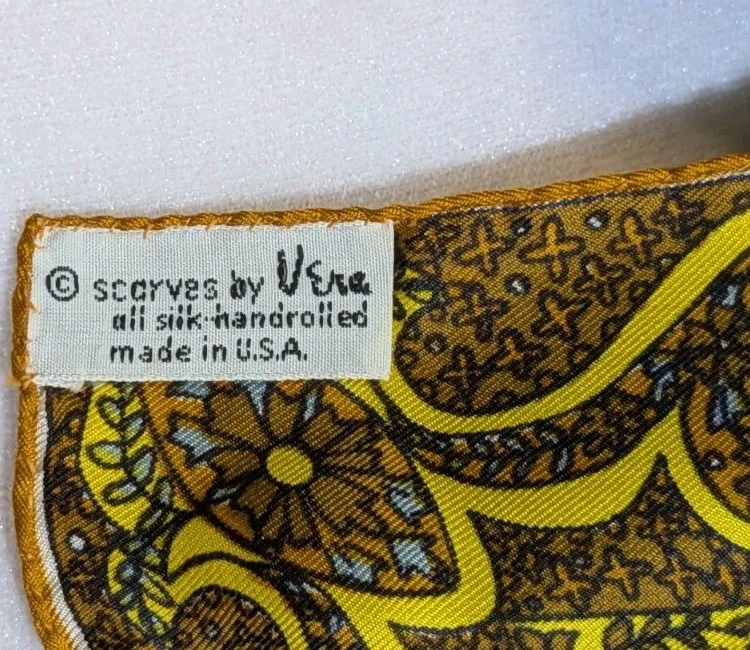 © scarves by Vera
all silk-handrolled
made in U.S.A.